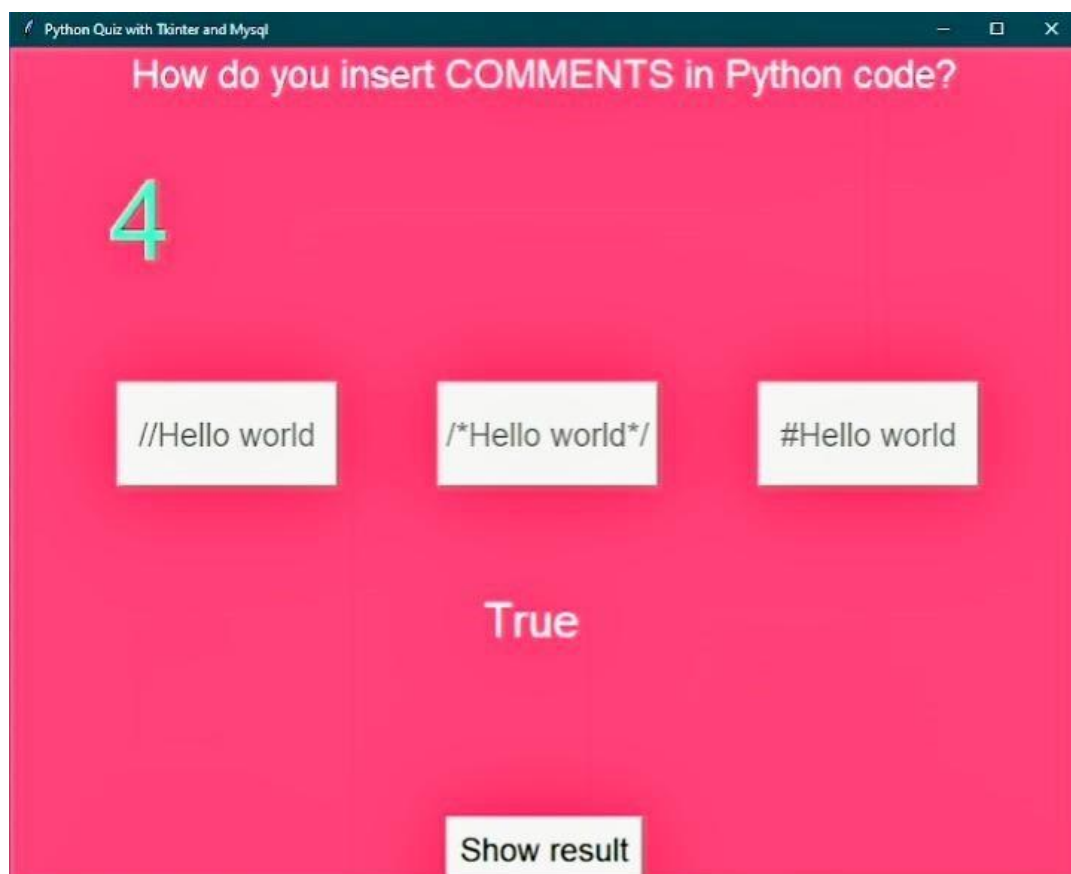 Python Quiz with Tkinter and Mysql
How do you insert COMMENTS in Python code?
4
//Hello world
/*Hello world*/
#Hello world
True
Show result